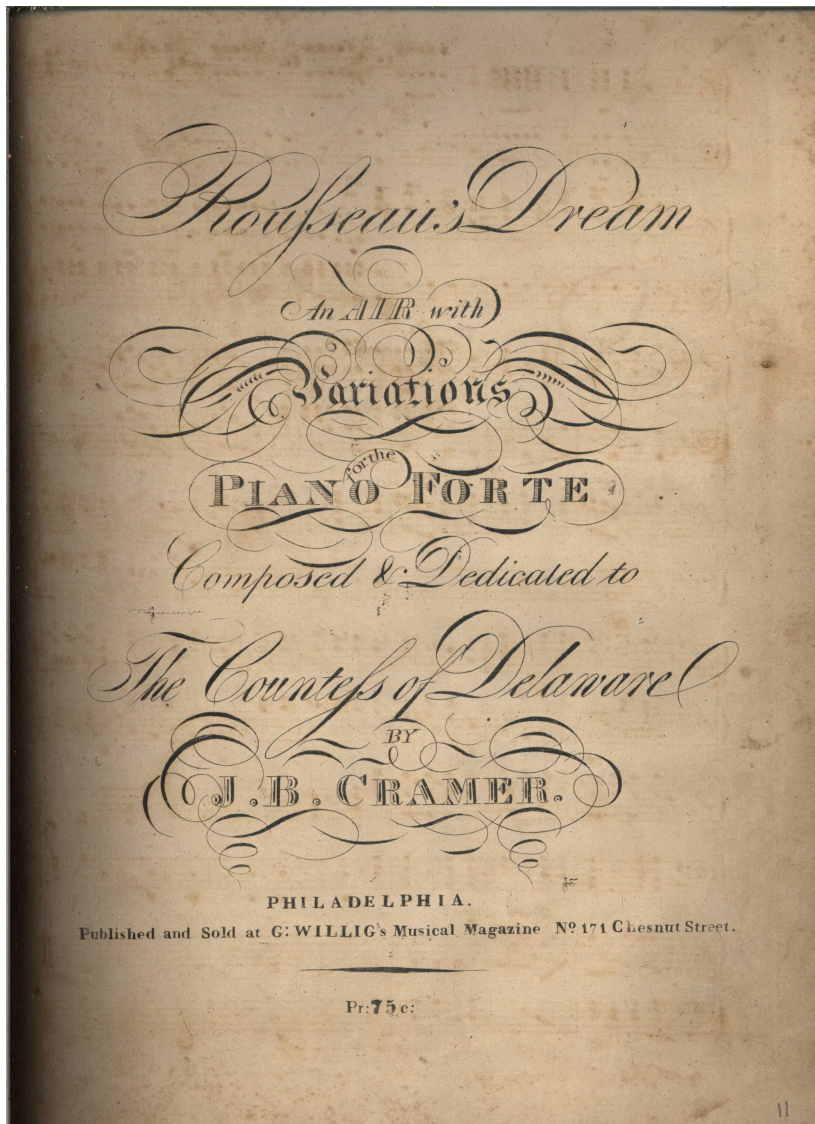 Rouſseau's Dream
An AIR with
Variations
for the
PIANO FORTE
Composed & Dedicated to
The Counteſs of Delaware
BY
J. B. CRAMER.
PHILADELPHIA.
Published and Sold at G: WILLIG's Musical Magazine Nº 171 Chesnut Street.
Pr: 75 c:
11